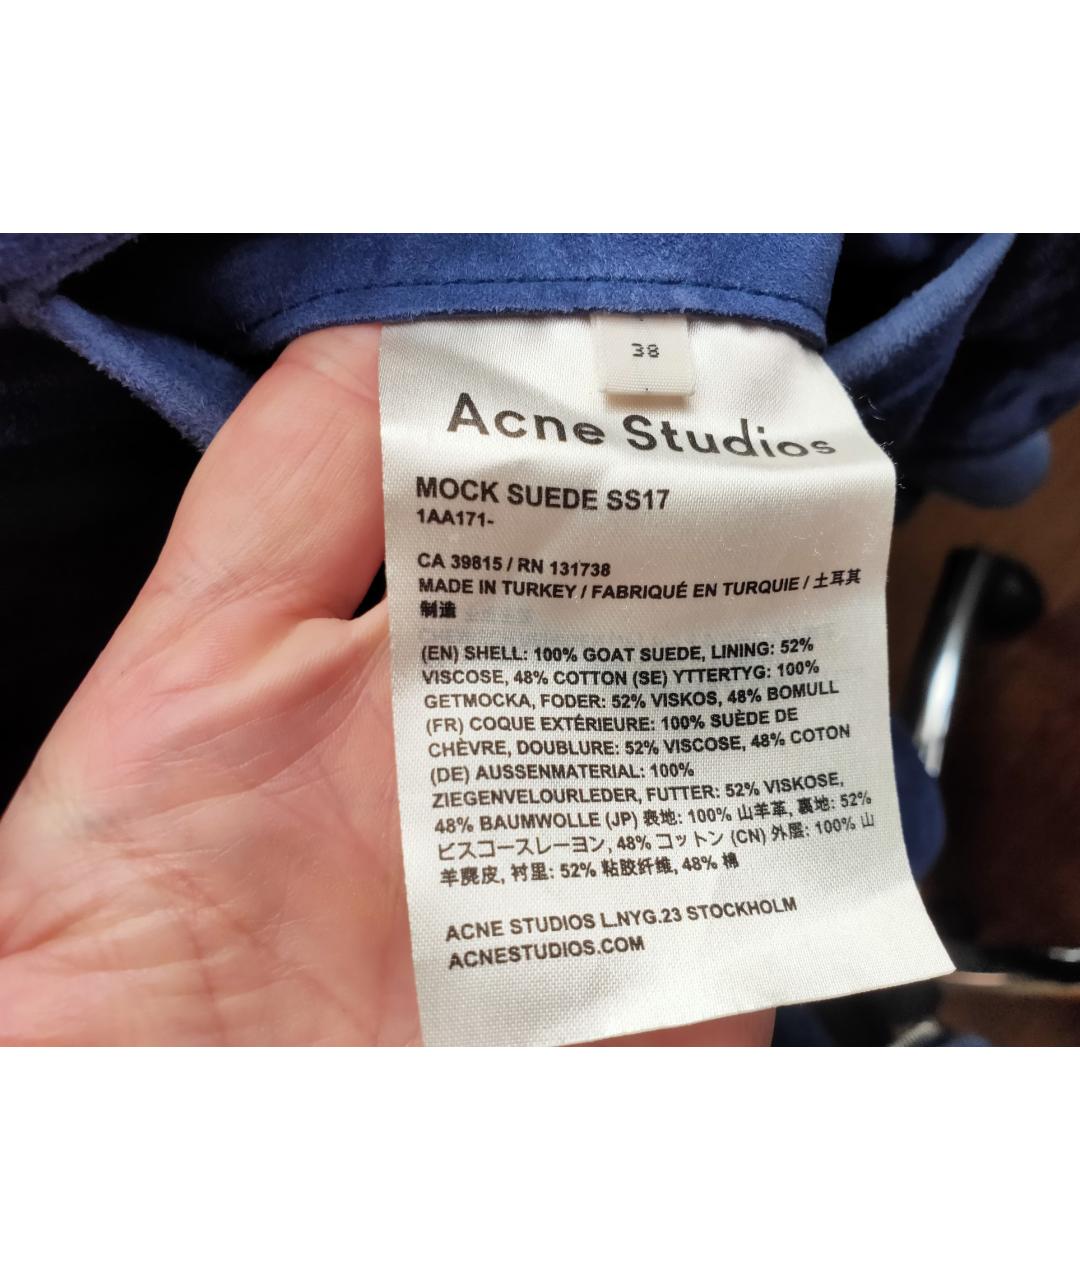 38
Acne Studios
MOCK SUEDE SS17
1AA171-
CA 39815 / RN 131738
MADE IN TURKEY / FABRIQUÉ EN TURQUIE / 土耳其
制造
(EN) SHELL: 100% GOAT SUEDE, LINING: 52%
VISCOSE, 48% COTTON (SE) YTTERTYG: 100%
GETMOCKA, FODER: 52% VISKOS, 48% BOMULL
(FR) COQUE EXTÉRIEURE: 100% SUÈDE DE
CHÈVRE, DOUBLURE: 52% VISCOSE, 48% COTON
(DE) AUSSENMATERIAL: 100%
ZIEGENVELOURLEDER, FUTTER: 52% VISKOSE,
48% BAUMWOLLE (JP) 表地: 100% 山羊革, 裏地: 52%
ビスコースレーヨン, 48% コットン (CN) 外层: 100% 山
羊麂皮, 衬里: 52% 粘胶纤维, 48% 棉
ACNE STUDIOS L.NYG.23 STOCKHOLM
ACNESTUDIOS.COM